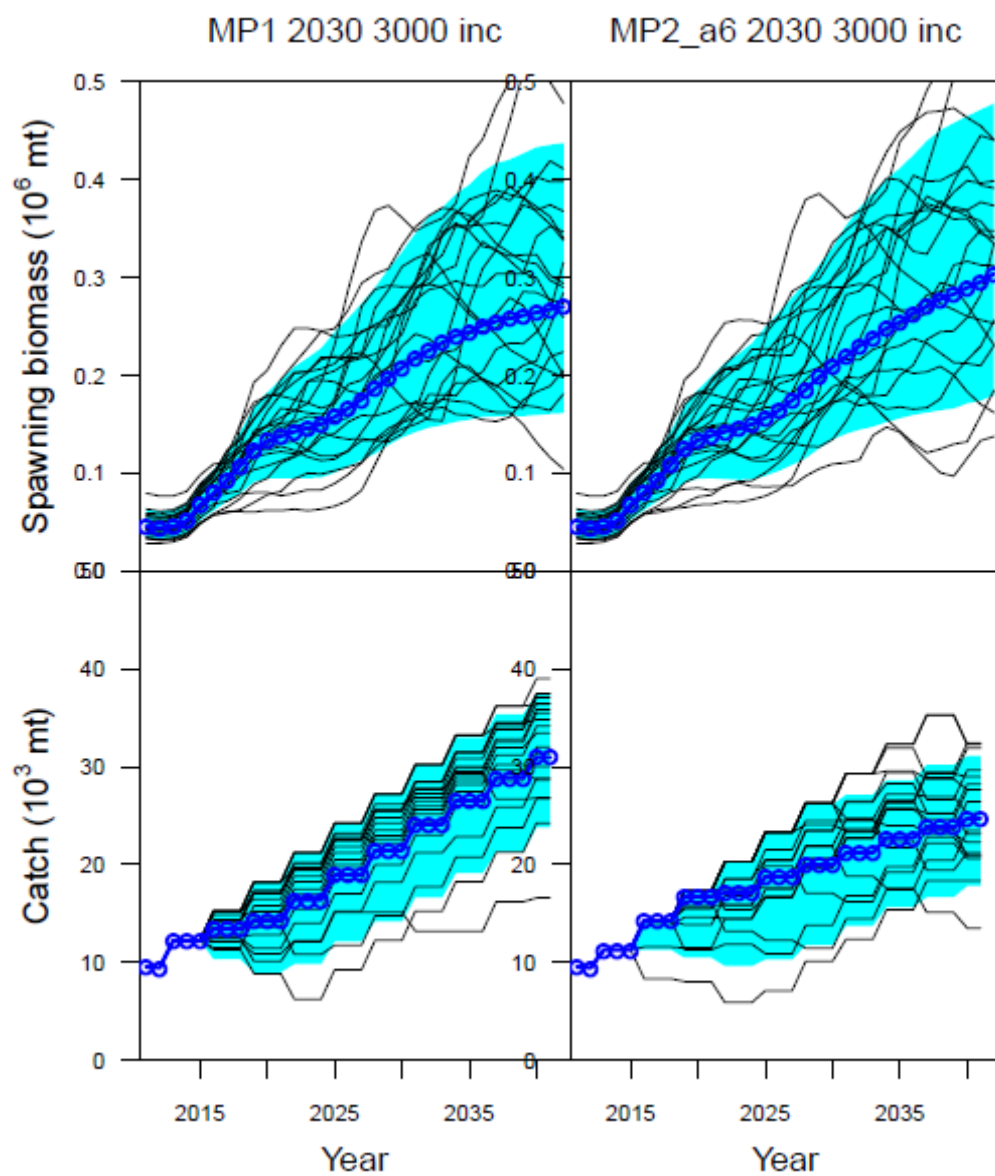 MP1 2030 3000 inc MP2_a6 2030 3000 inc
Spawning biomass (10⁶ mt)
0.5 0.5
0.4 0.4
0.3 0.3
0.2 0.2
0.1 0.1
Catch (10³ mt)
50 50
40 40
30 30
20 20
10 10
0 0
2015 2025 2035 2015 2025 2035
Year Year